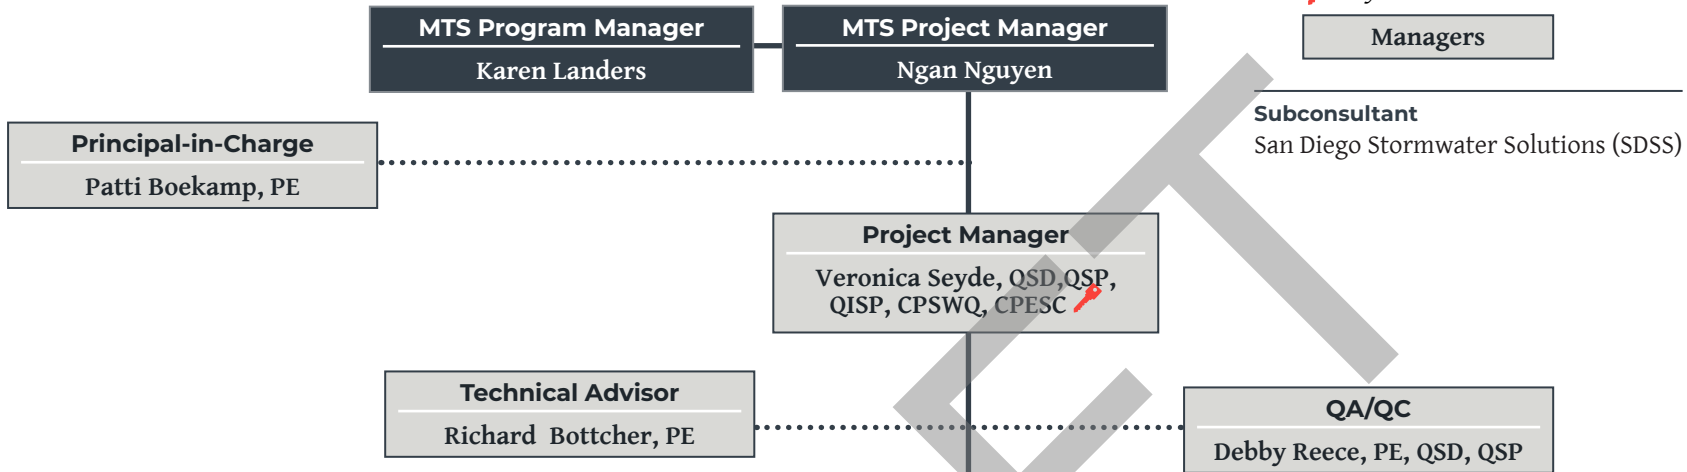 MTS Program Manager
Karen Landers
MTS Project Manager
Ngan Nguyen
Managers
Subconsultant
San Diego Stormwater Solutions (SDSS)
Principal-in-Charge
Patti Boekamp, PE
Project Manager
Veronica Seyde, QSD,QSP,
QISP, CPSWQ, CPESC
Technical Advisor
Richard Bottcher, PE
QA/QC
Debby Reece, PE, QSD, QSP